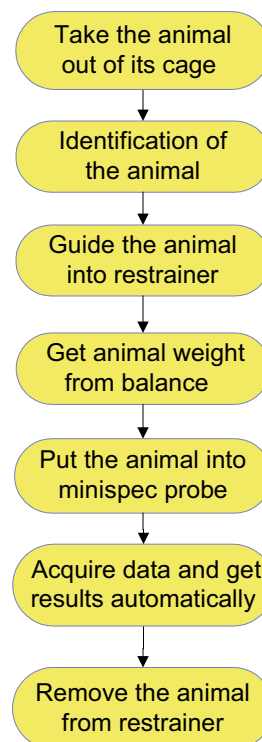 Take the animal
out of its cage
Identification of
the animal
Guide the animal
into restrainer
Get animal weight
from balance
Put the animal into
minispec probe
Acquire data and get
results automatically
Remove the animal
from restrainer